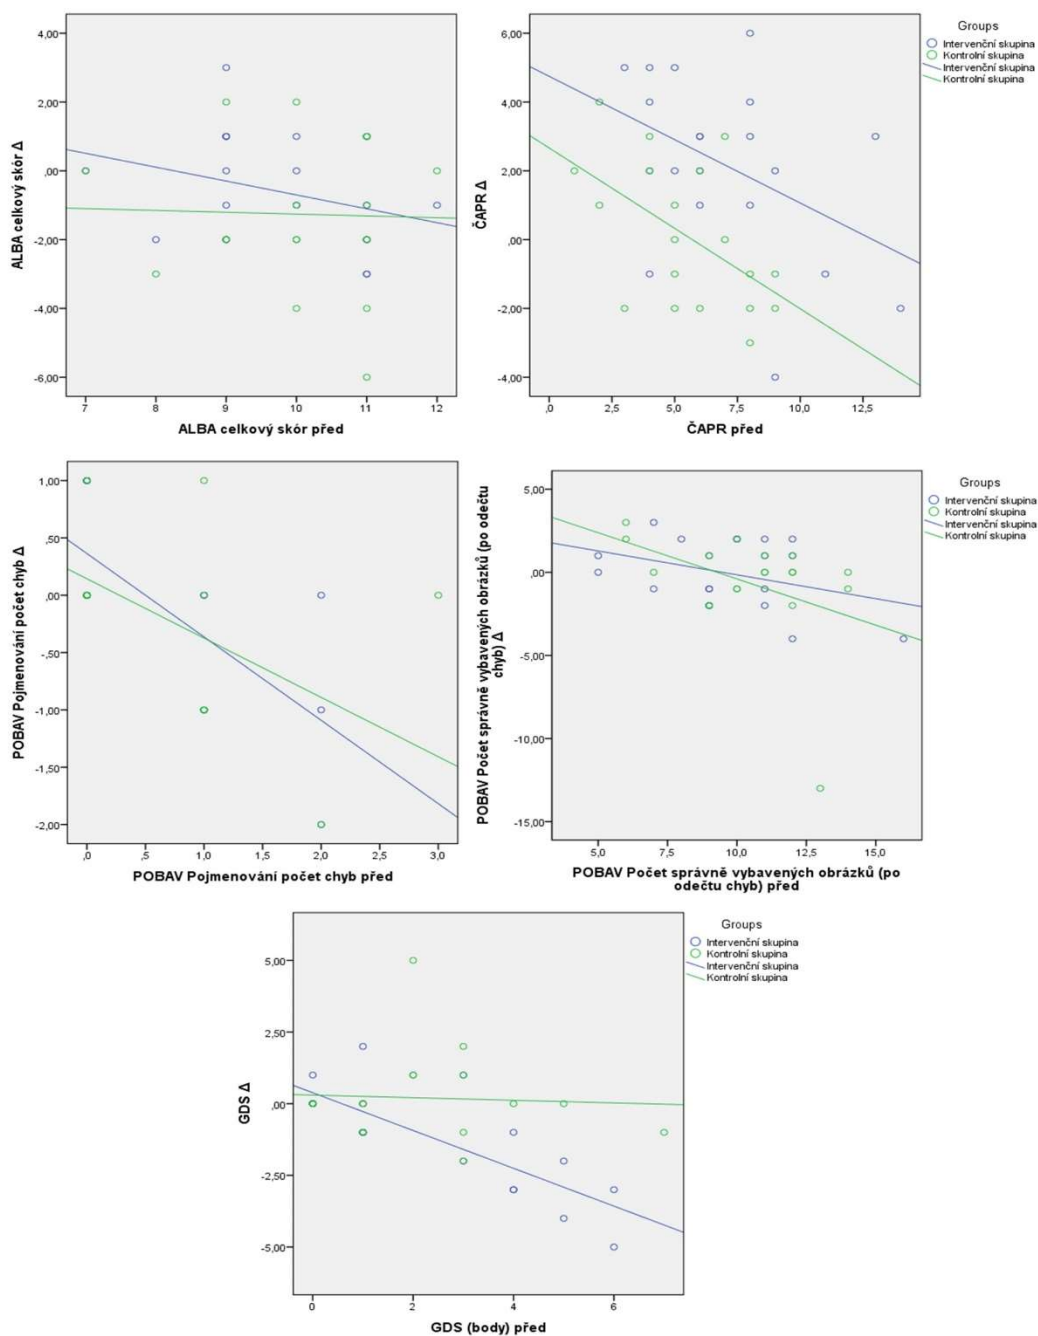 4,00
2,00
,00
-2,00
-4,00
-6,00
ALBA celkový skór Δ
7 8 9 10 11 12
ALBA celkový skór před
6,00
4,00
2,00
,00
-2,00
-4,00
ČAPR Δ
,0 2,5 5,0 7,5 10,0 12,5
ČAPR před
Groups
Intervenční skupina
Kontrolní skupina
Intervenční skupina
Kontrolní skupina
1,00
,50
,00
-,50
-1,00
-1,50
-2,00
POBAV Pojmenování počet chyb Δ
,0 ,5 1,0 1,5 2,0 2,5 3,0
POBAV Pojmenování počet chyb před
5,00
,00
-5,00
-10,00
-15,00
POBAV Počet správně vybavených obrázků (po odečtu
chyb) Δ
5,0 7,5 10,0 12,5 15,0
POBAV Počet správně vybavených obrázků (po
odečtu chyb) před
Groups
Intervenční skupina
Kontrolní skupina
Intervenční skupina
Kontrolní skupina
5,00
2,50
,00
-2,50
-5,00
GDS Δ
0 2 4 6
GDS (body) před
Groups
Intervenční skupina
Kontrolní skupina
Intervenční skupina
Kontrolní skupina